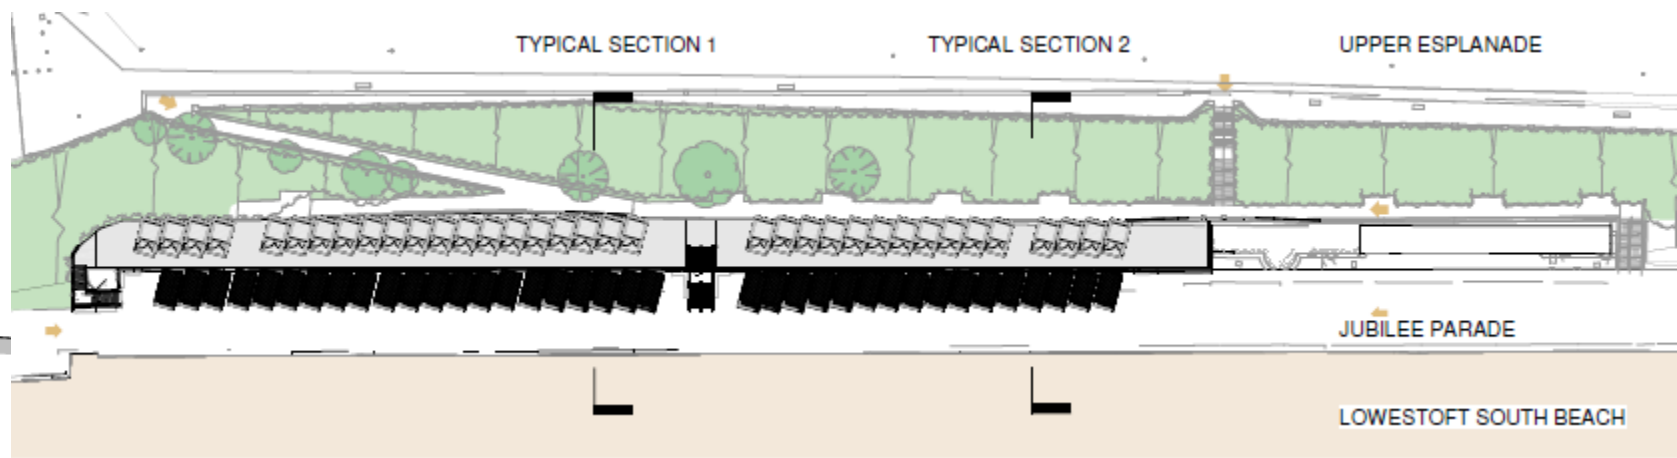 TYPICAL SECTION 1
TYPICAL SECTION 2
UPPER ESPLANADE
JUBILEE PARADE
LOWESTOFT SOUTH BEACH